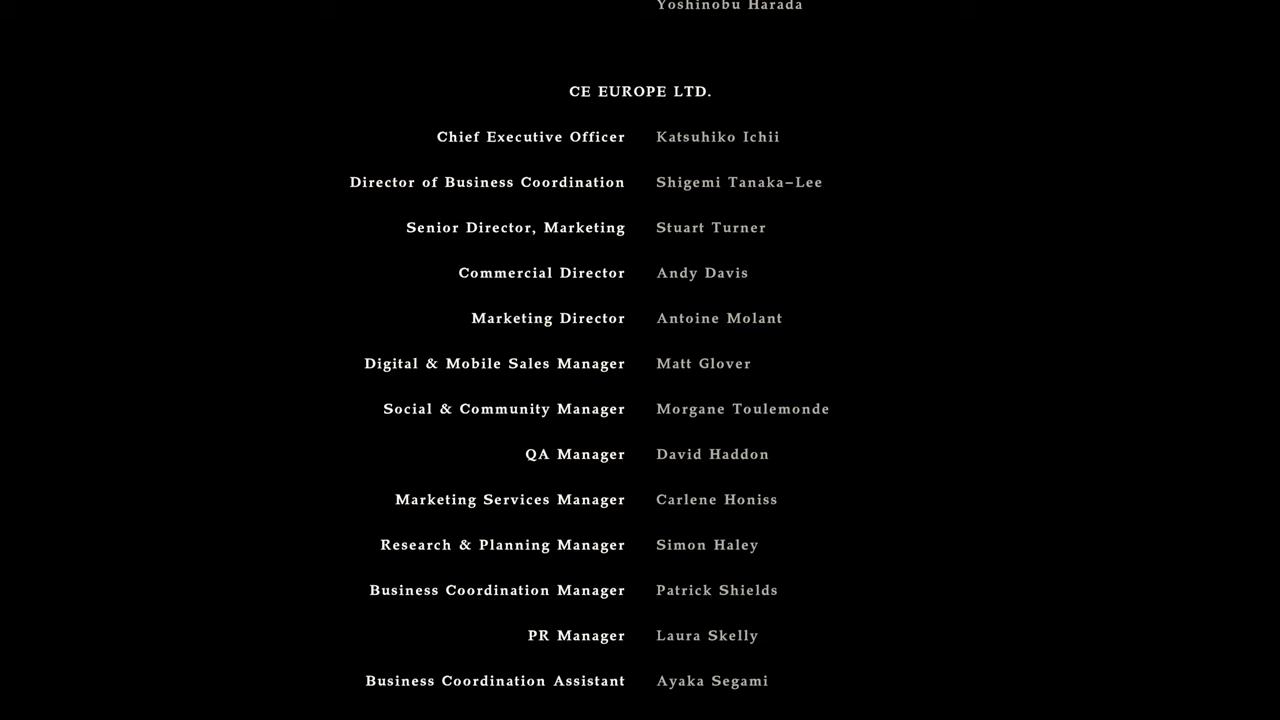 Yoshinobu Harada
CE EUROPE LTD.
Chief Executive Officer Katsuhiko Ichii
Director of Business Coordination Shigemi Tanaka–Lee
Senior Director, Marketing Stuart Turner
Commercial Director Andy Davis
Marketing Director Antoine Molant
Digital & Mobile Sales Manager Matt Glover
Social & Community Manager Morgane Toulemonde
QA Manager David Haddon
Marketing Services Manager Carlene Honiss
Research & Planning Manager Simon Haley
Business Coordination Manager Patrick Shields
PR Manager Laura Skelly
Business Coordination Assistant Ayaka Segami